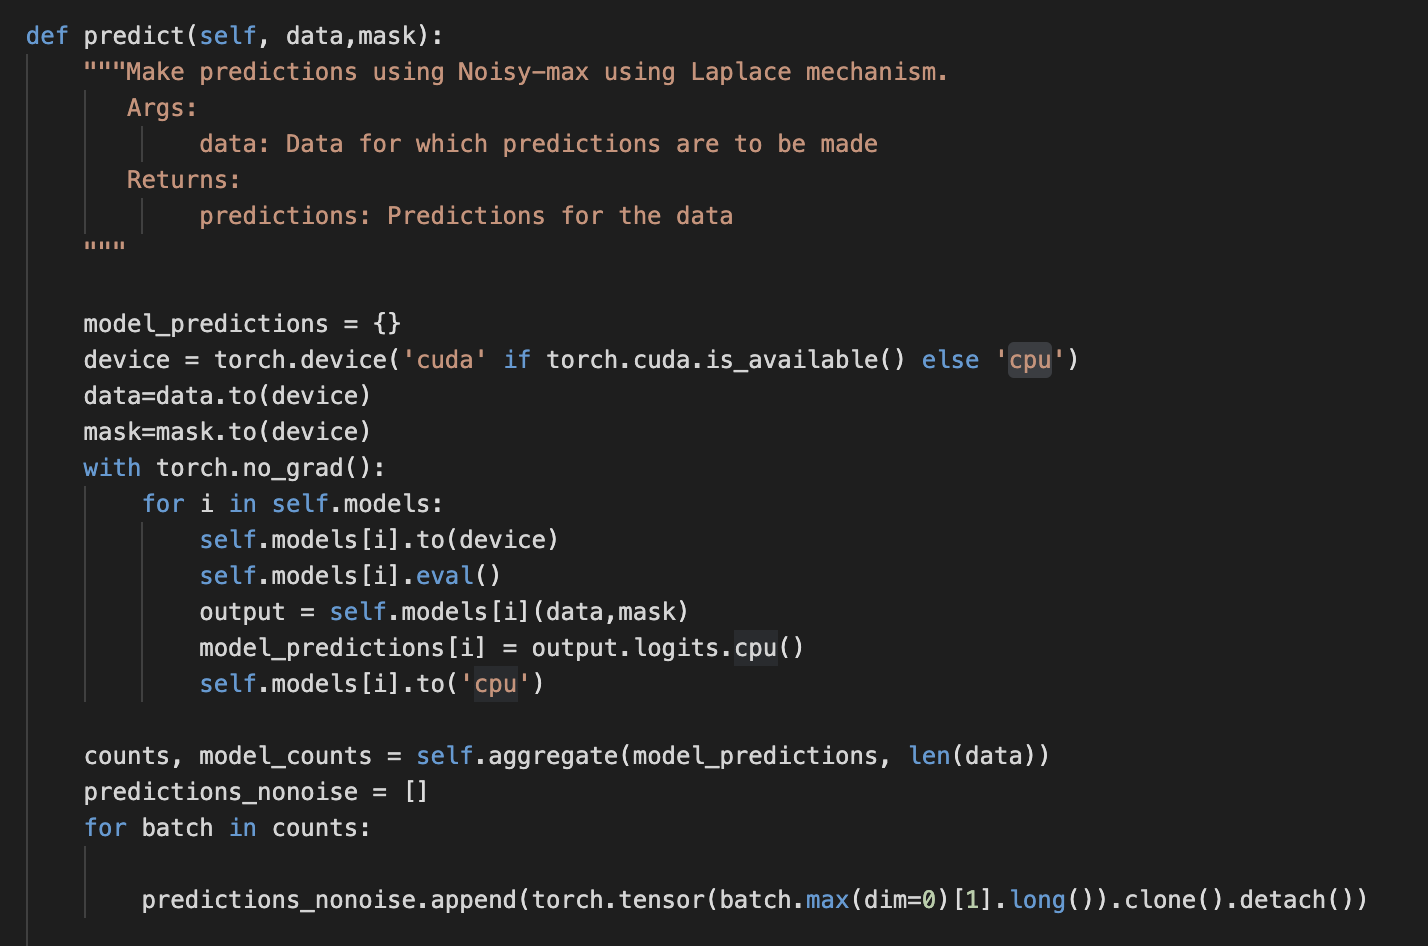 def predict(self, data,mask):
    """Make predictions using Noisy-max using Laplace mechanism.
       Args:
            data: Data for which predictions are to be made
       Returns:
            predictions: Predictions for the data
    """
    model_predictions = {}
    device = torch.device('cuda' if torch.cuda.is_available() else 'cpu')
    data=data.to(device)
    mask=mask.to(device)
    with torch.no_grad():
        for i in self.models:
            self.models[i].to(device)
            self.models[i].eval()
            output = self.models[i](data,mask)
            model_predictions[i] = output.logits.cpu()
            self.models[i].to('cpu')
    counts, model_counts = self.aggregate(model_predictions, len(data))
    predictions_nonoise = []
    for batch in counts:
        predictions_nonoise.append(torch.tensor(batch.max(dim=0)[1].long()).clone().detach())